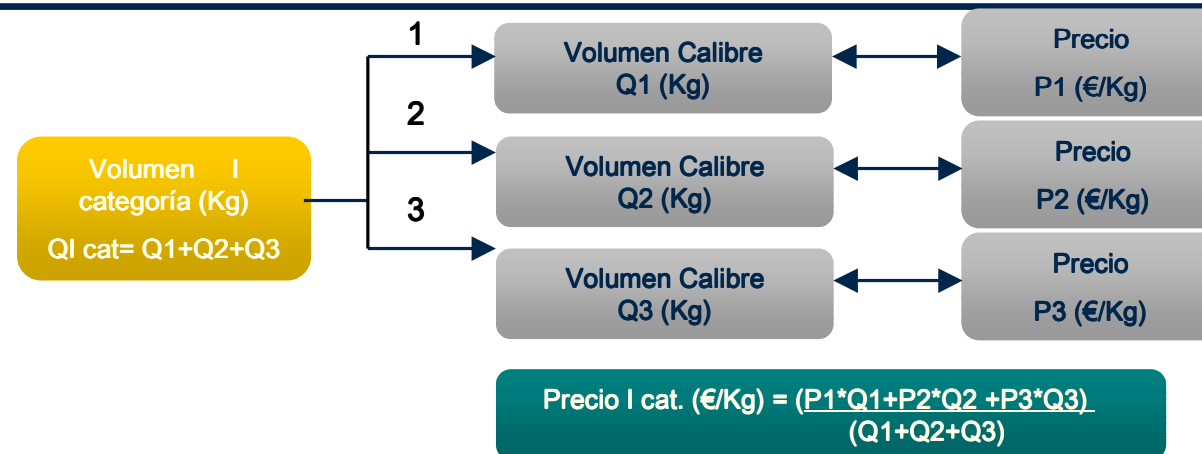 Volumen I
categoría (Kg)
QI cat= Q1+Q2+Q3
1
2
3
Volumen Calibre
Q1 (Kg)
Precio
P1 (€/Kg)
Volumen Calibre
Q2 (Kg)
Precio
P2 (€/Kg)
Volumen Calibre
Q3 (Kg)
Precio
P3 (€/Kg)
Precio I cat. (€/Kg) = (P1*Q1+P2*Q2 +P3*Q3)
(Q1+Q2+Q3)